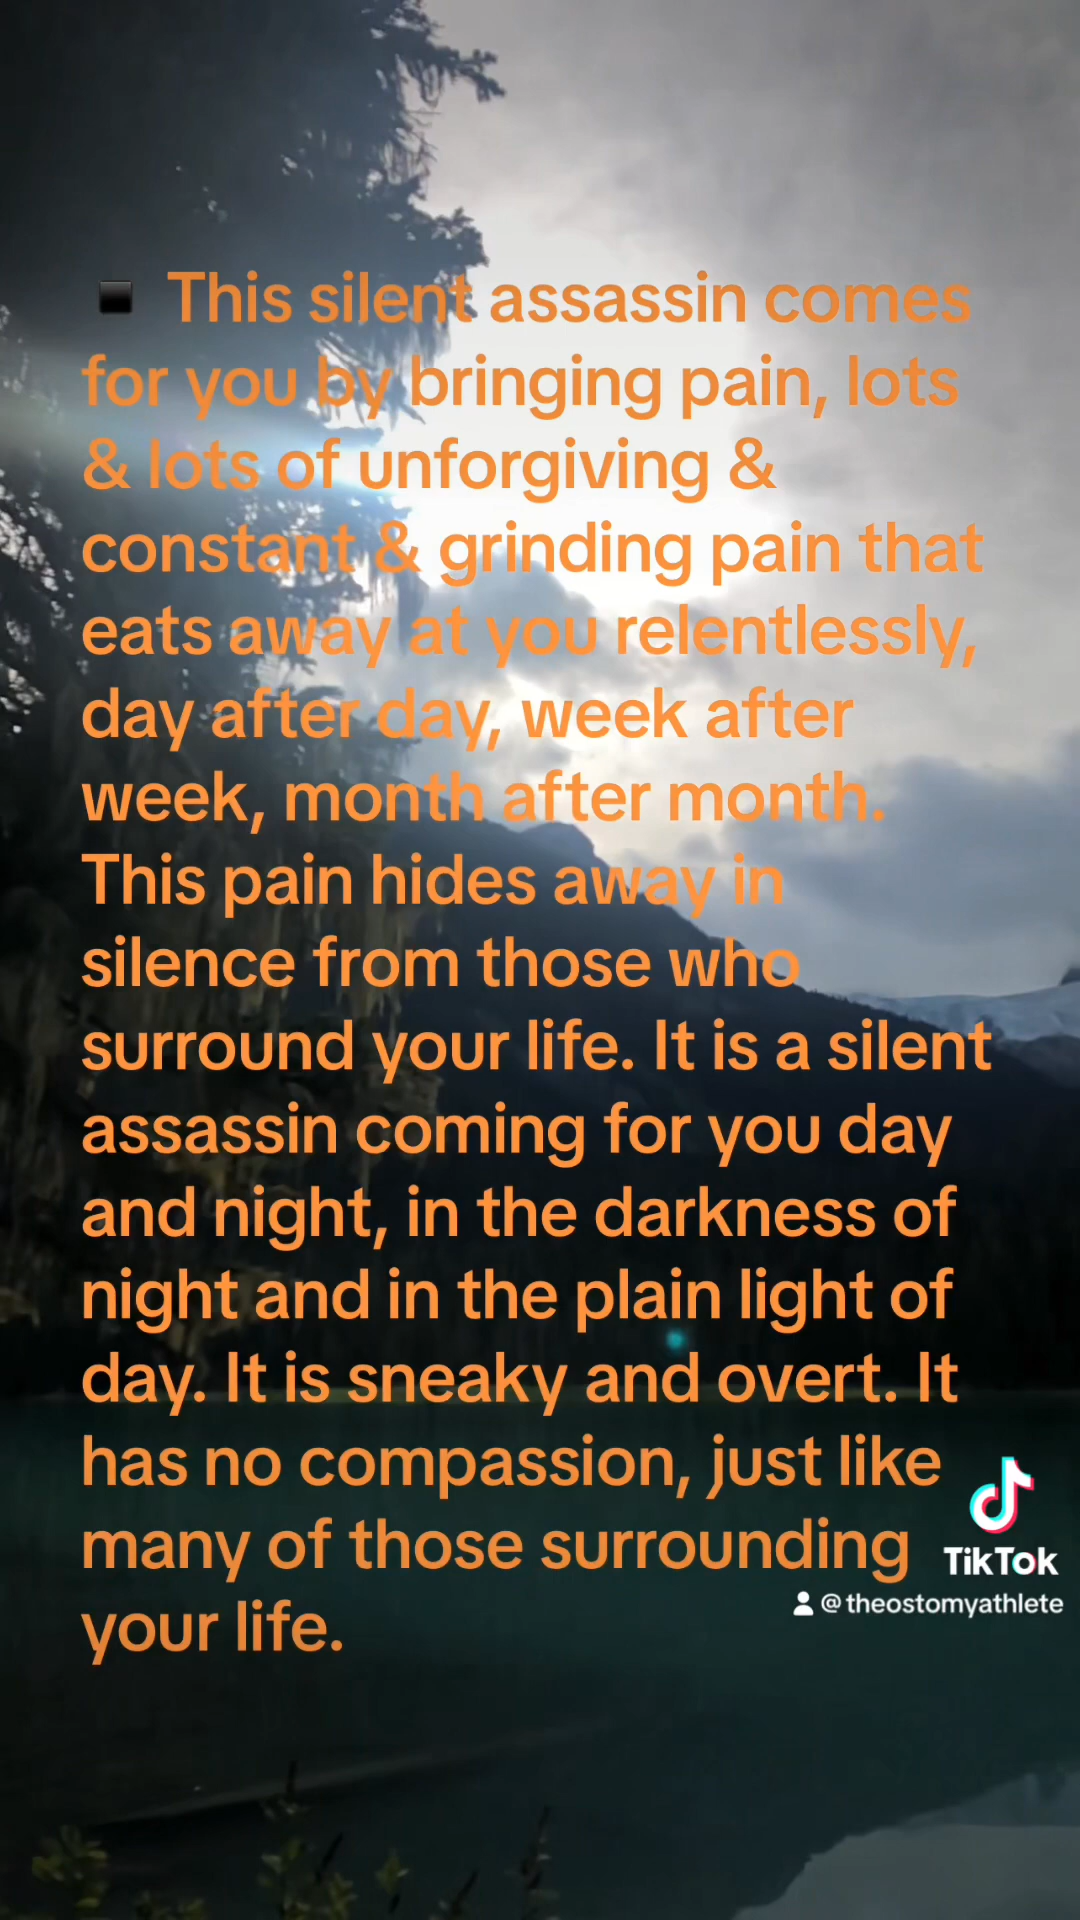 ▪️ This silent assassin comes
for you by bringing pain, lots
& lots of unforgiving &
constant & grinding pain that
eats away at you relentlessly,
day after day, week after
week, month after month.
This pain hides away in
silence from those who
surround your life. It is a silent
assassin coming for you day
and night, in the darkness of
night and in the plain light of
day. It is sneaky and overt. It
has no compassion, just like
many of those surrounding
your life.
TikTok
@theostomyathlete